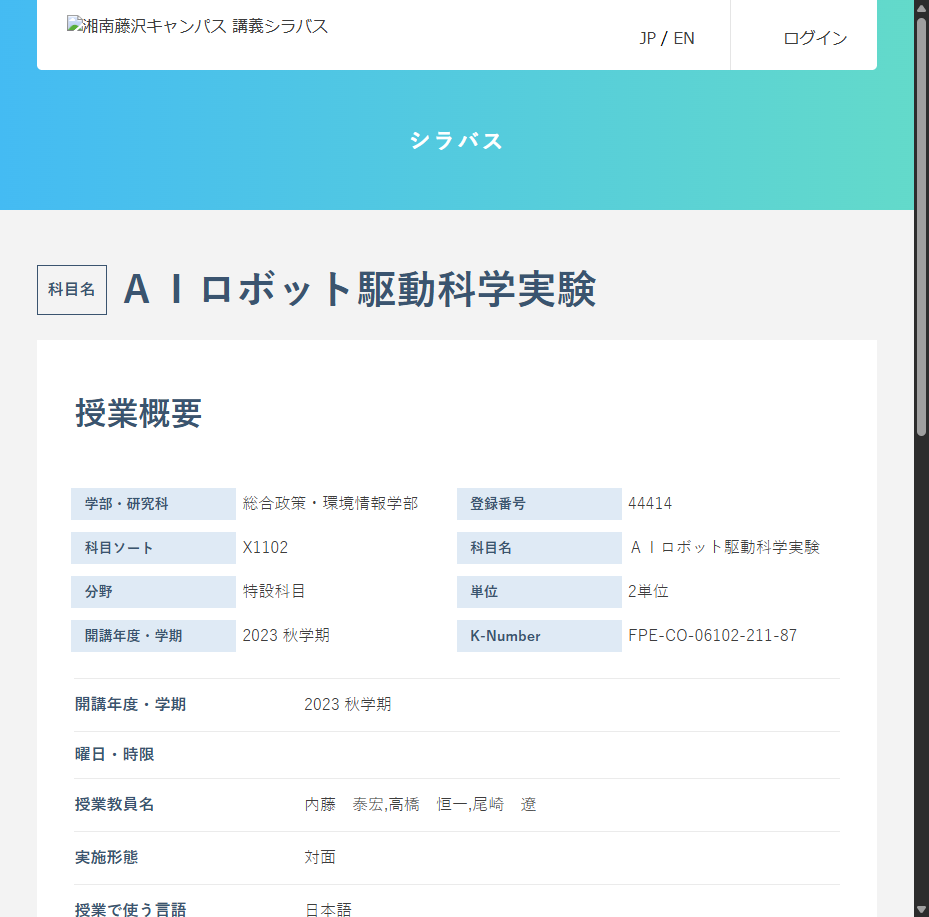 湘南藤沢キャンパス 講義シラバス
JP / EN
ログイン
シラバス
科目名
ＡＩロボット駆動科学実験
授業概要
学部・研究科 総合政策・環境情報学部 登録番号 44414
科目ソート X1102 科目名 ＡＩロボット駆動科学実験
分野 特設科目 単位 2単位
開講年度・学期 2023 秋学期 K-Number FPE-CO-06102-211-87
開講年度・学期 2023 秋学期
曜日・時限
授業教員名 内藤　泰宏,高橋　恒一,尾崎　遼
実施形態 対面
授業で使う言語 日本語